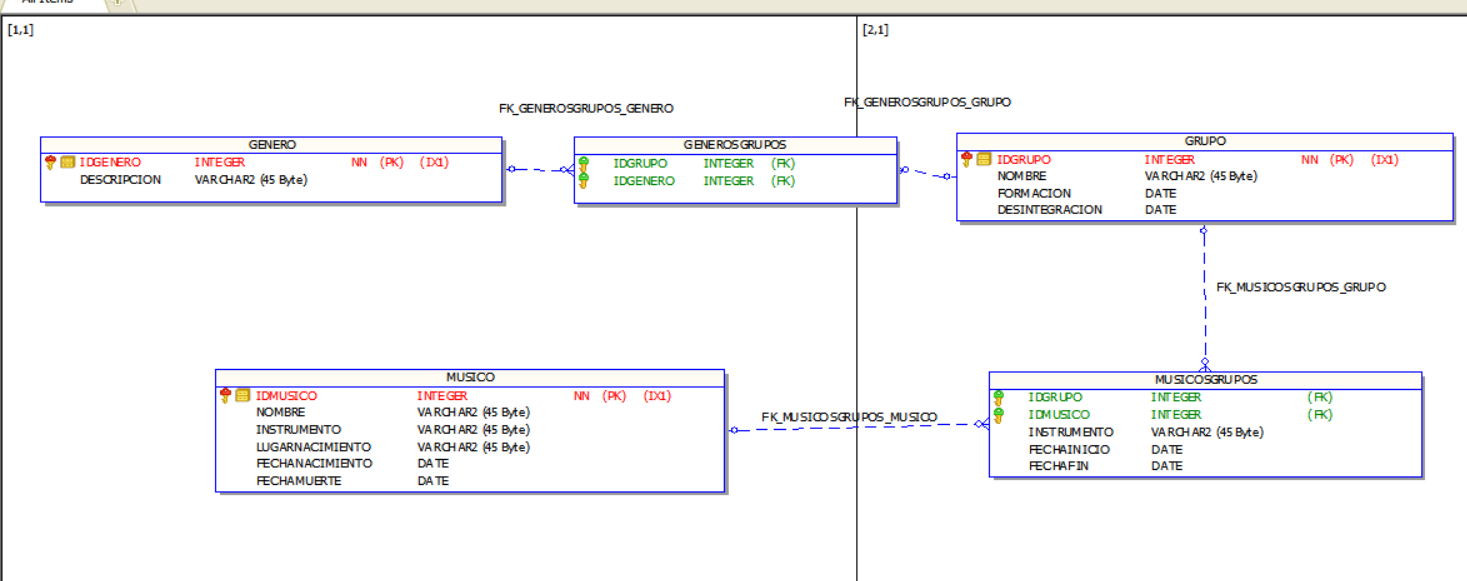 All Items
[1,1]
[2,1]
FK_GENEROSGRUPOS_GENERO
FK_GENEROSGRUPOS_GRUPO
GENERO
IDGENERO INTEGER NN (PK) (IX1)
DESCRIPCION VARCHAR2 (45 Byte)
GENEROSGRUPOS
IDGRUPO INTEGER (FK)
IDGENERO INTEGER (FK)
GRUPO
IDGRUPO INTEGER NN (PK) (IX1)
NOMBRE VARCHAR2 (45 Byte)
FORMACION DATE
DESINTEGRACION DATE
FK_MUSICOSGRUPOS_GRUPO
MUSICO
IDMUSICO INTEGER NN (PK) (IX1)
NOMBRE VARCHAR2 (45 Byte)
INSTRUMENTO VARCHAR2 (45 Byte)
LUGARNACIMIENTO VARCHAR2 (45 Byte)
FECHANACIMIENTO DATE
FECHAMUERTE DATE
FK_MUSICOSGRUPOS_MUSICO
MUSICOSGRUPOS
IDGRUPO INTEGER (FK)
IDMUSICO INTEGER (FK)
INSTRUMENTO VARCHAR2 (45 Byte)
FECHAINICIO DATE
FECHAFIN DATE